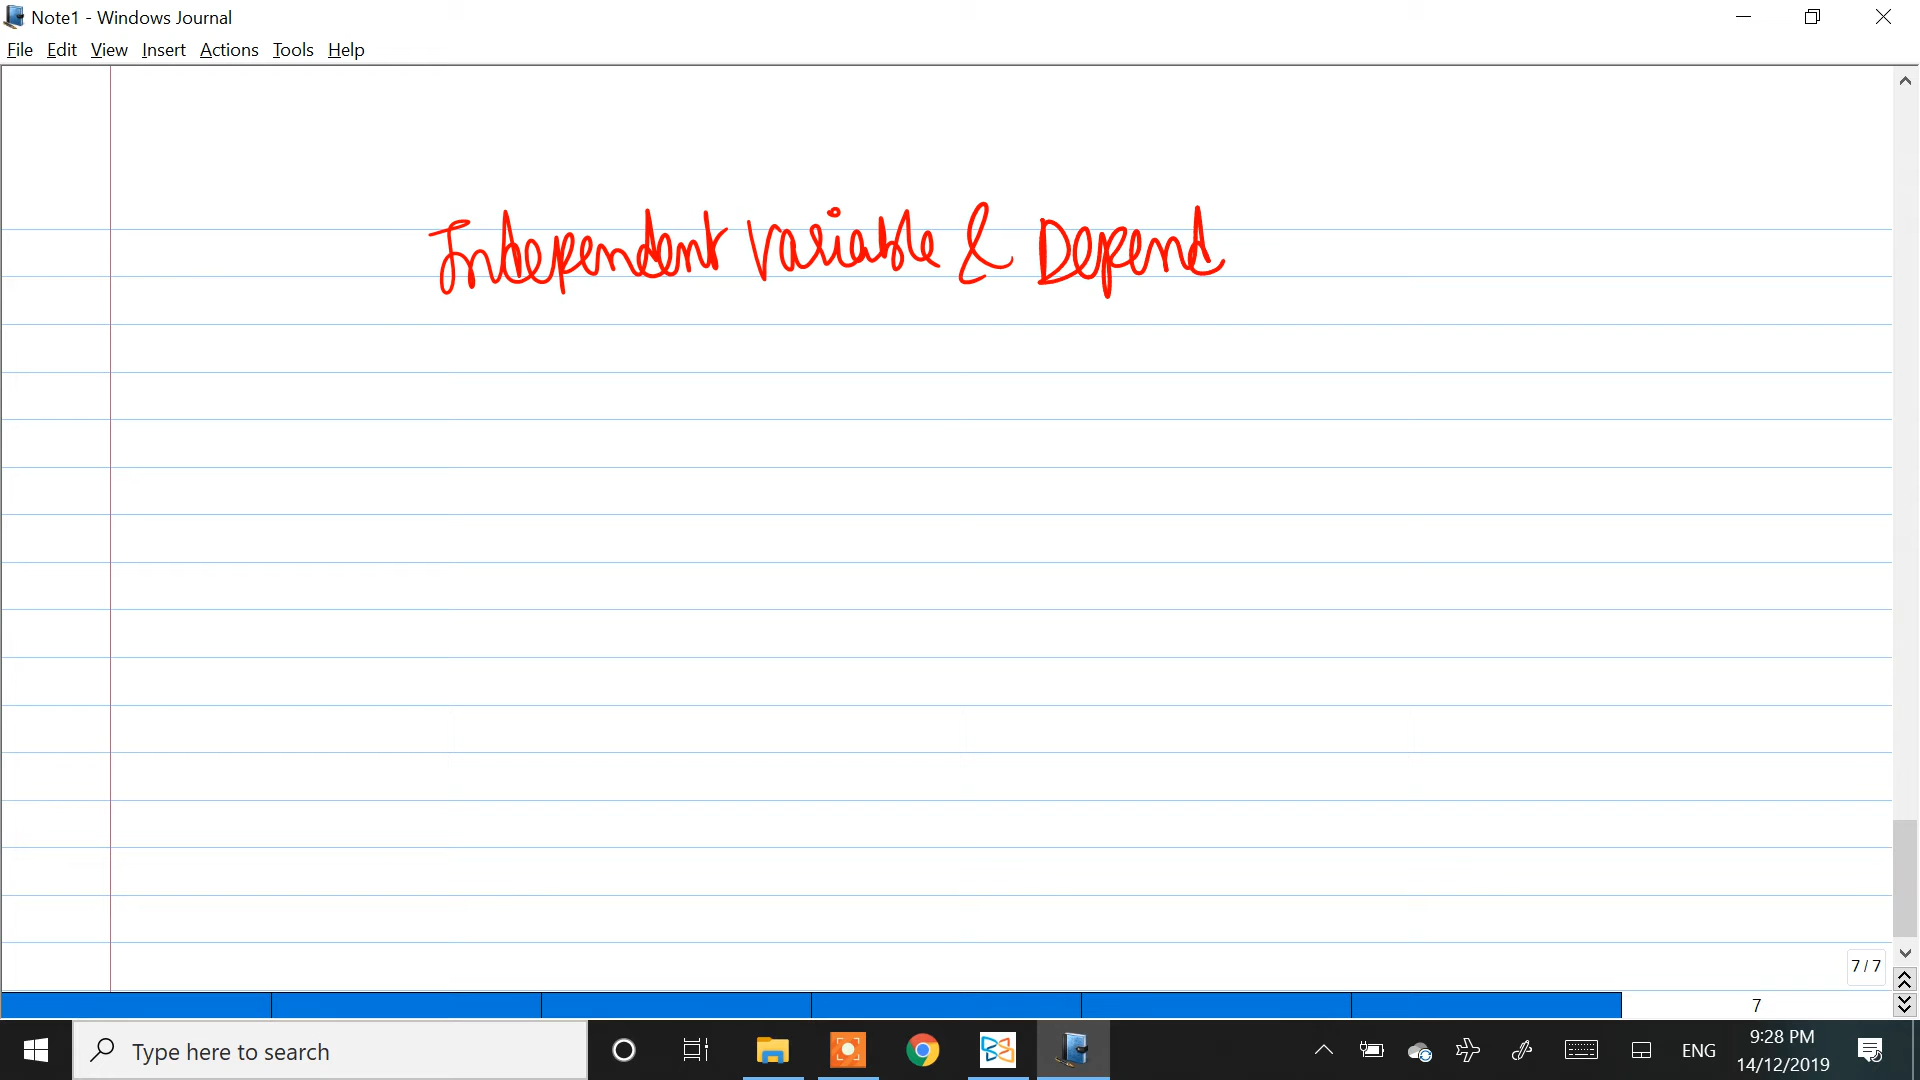 Note1 - Windows Journal
File Edit View Insert Actions Tools Help
Independent Variable & Depend
7 / 7
7
Type here to search
ENG
9:28 PM
14/12/2019